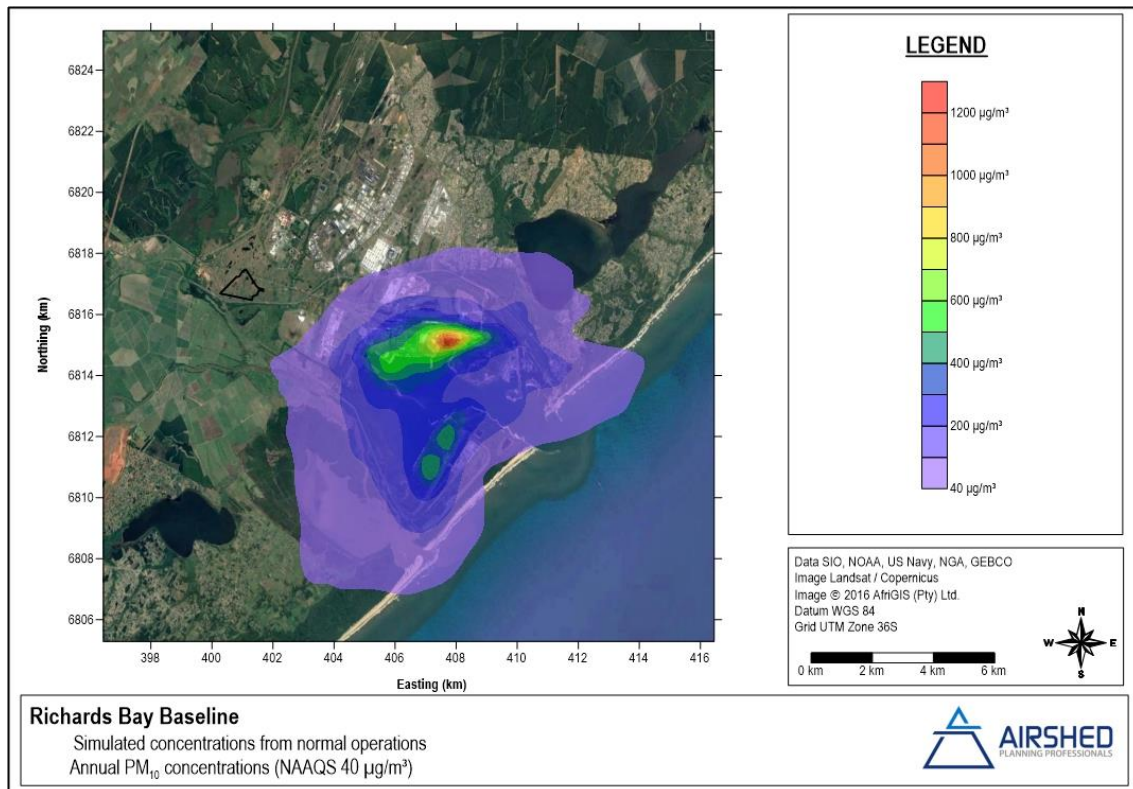 LEGEND
1200 µg/m³
1000 µg/m³
800 µg/m³
600 µg/m³
400 µg/m³
200 µg/m³
40 µg/m³
6824
6822
6820
6818
6816
6814
6812
6810
6808
6806
Northing (km)
398
400
402
404
406
408
410
412
414
416
Easting (km)
Data SIO, NOAA, US Navy, NGA, GEBCO
Image Landsat / Copernicus
Image © 2016 AfriGIS (Pty) Ltd.
Datum WGS 84
Grid UTM Zone 36S
0 km 2 km 4 km 6 km
N
W E
S
Richards Bay Baseline
Simulated concentrations from normal operations
Annual PM₁₀ concentrations (NAAQS 40 µg/m³)
AIRSHED
PLANNING PROFESSIONALS